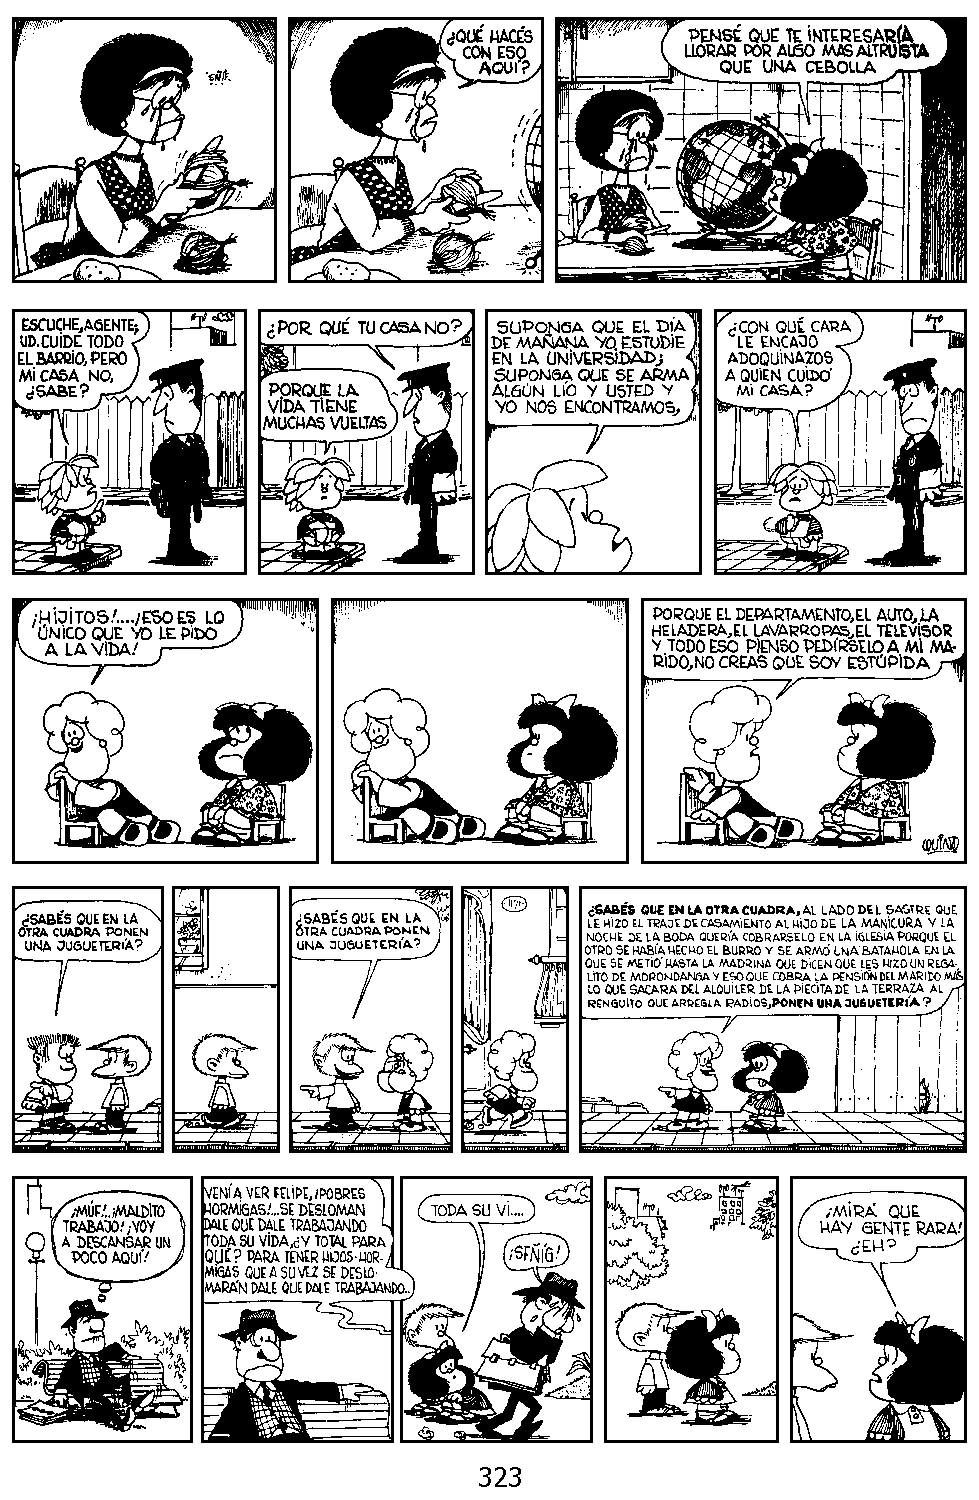 ¡SÑIF!
¿QUÉ HACÉS
CON ESO
AQUÍ?
PENSÉ QUE TE INTERESARÍA
LLORAR POR ALGO MAS ALTRUISTA
QUE UNA CEBOLLA
ESCUCHE, AGENTE;
UD. CUIDE TODO
EL BARRIO, PERO
MI CASA NO,
¿SABE?
¿POR QUÉ TU CASA NO?
PORQUE LA
VIDA TIENE
MUCHAS VUELTAS
SUPONGA QUE EL DÍA
DE MAÑANA YO ESTUDIE
EN LA UNIVERSIDAD;
SUPONGA QUE SE ARMA
ALGÚN LÍO Y USTED Y
YO NOS ENCONTRAMOS,
¿CON QUÉ CARA
LE ENCAJO
ADOQUINAZOS
A QUIEN CUIDÓ
MI CASA?
¡HIJITOS!....¡ESO ES LO
ÚNICO QUE YO LE PIDO
A LA VIDA!
PORQUE EL DEPARTAMENTO, EL AUTO, LA
HELADERA, EL LAVARROPAS, EL TELEVISOR
Y TODO ESO PIENSO PEDÍRSELO A MI MA-
RIDO, NO CREAS QUE SOY ESTÚPIDA
QUINO
¿SABÉS QUE EN LA
OTRA CUADRA PONEN
UNA JUGUETERÍA?
¿SABÉS QUE EN LA
OTRA CUADRA PONEN
UNA JUGUETERÍA?
¿SABÉS QUE EN LA OTRA CUADRA, AL LADO DEL SASTRE QUE
LE HIZO EL TRAJE DE CASAMIENTO AL HIJO DE LA MANICURA Y LA
NOCHE DE LA BODA QUERÍA COBRARSELO EN LA IGLESIA PORQUE EL
OTRO SE HABÍA HECHO EL BURRO Y SE ARMÓ UNA BATAHOLA EN LA
QUE SE METIÓ HASTA LA MADRINA QUE DICEN QUE LES HIZO UN REGA-
LITO DE MORONDANGA Y ESO QUE COBRA LA PENSIÓN DEL MARIDO MÁS
LO QUE SACARA DEL ALQUILER DE LA PIECITA DE LA TERRAZA AL
RENGUITO QUE ARREGLA RADIOS, PONEN UNA JUGUETERÍA?
¡MUF!..¡MALDITO
TRABAJO! ¡VOY
A DESCANSAR UN
POCO AQUÍ!
VENÍ A VER FELIPE, ¡POBRES
HORMIGAS!...SE DESLOMAN
DALE QUE DALE TRABAJANDO
TODA SU VIDA, ¿Y TOTAL PARA
QUÉ? PARA TENER HIJOS-HOR-
MIGAS QUE A SU VEZ SE DESLO-
MARÁN DALE QUE DALE TRABAJANDO..
TODA SU VI....
¡SÉÑÍG!
¡MIRÁ QUE
HAY GENTE RARA!
¿EH?
323